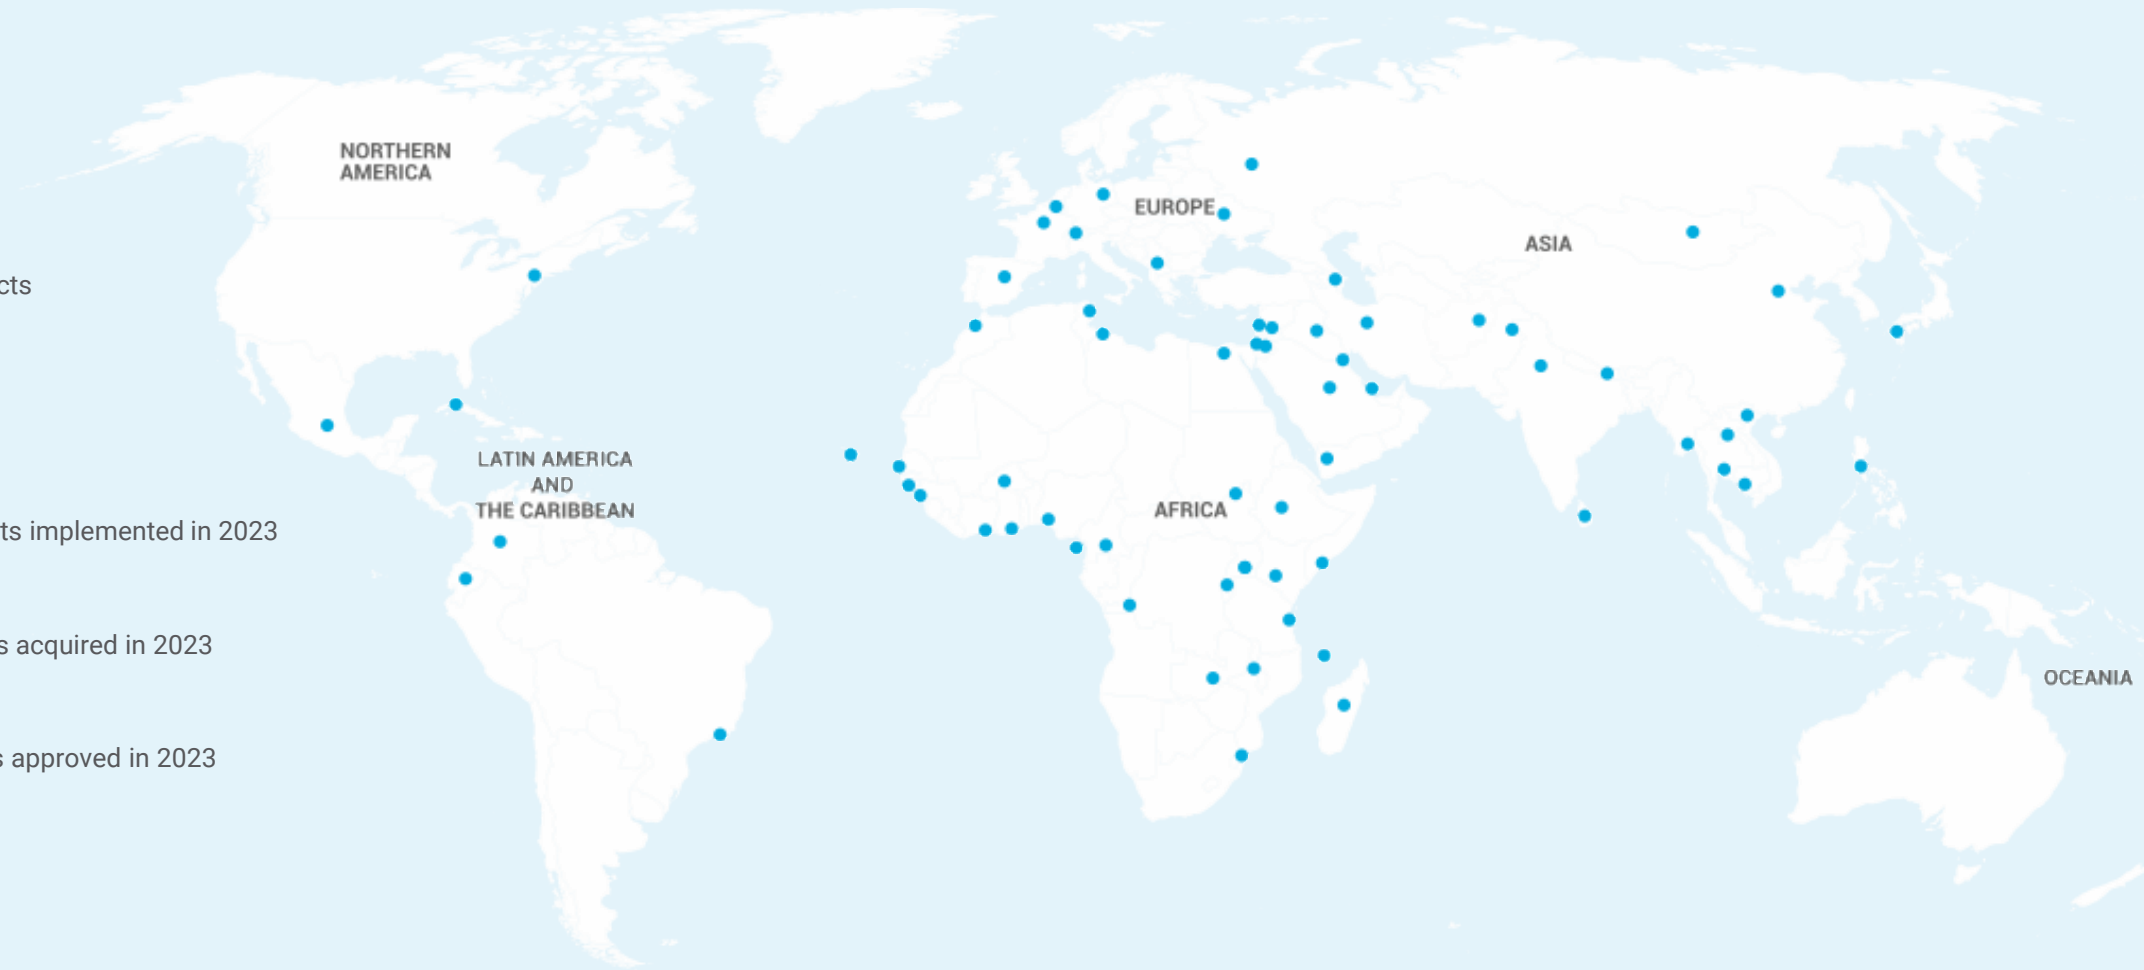 NORTHERN
AMERICA
EUROPE
ASIA
cts
LATIN AMERICA
AND
THE CARIBBEAN
AFRICA
ts implemented in 2023
s acquired in 2023
OCEANIA
s approved in 2023